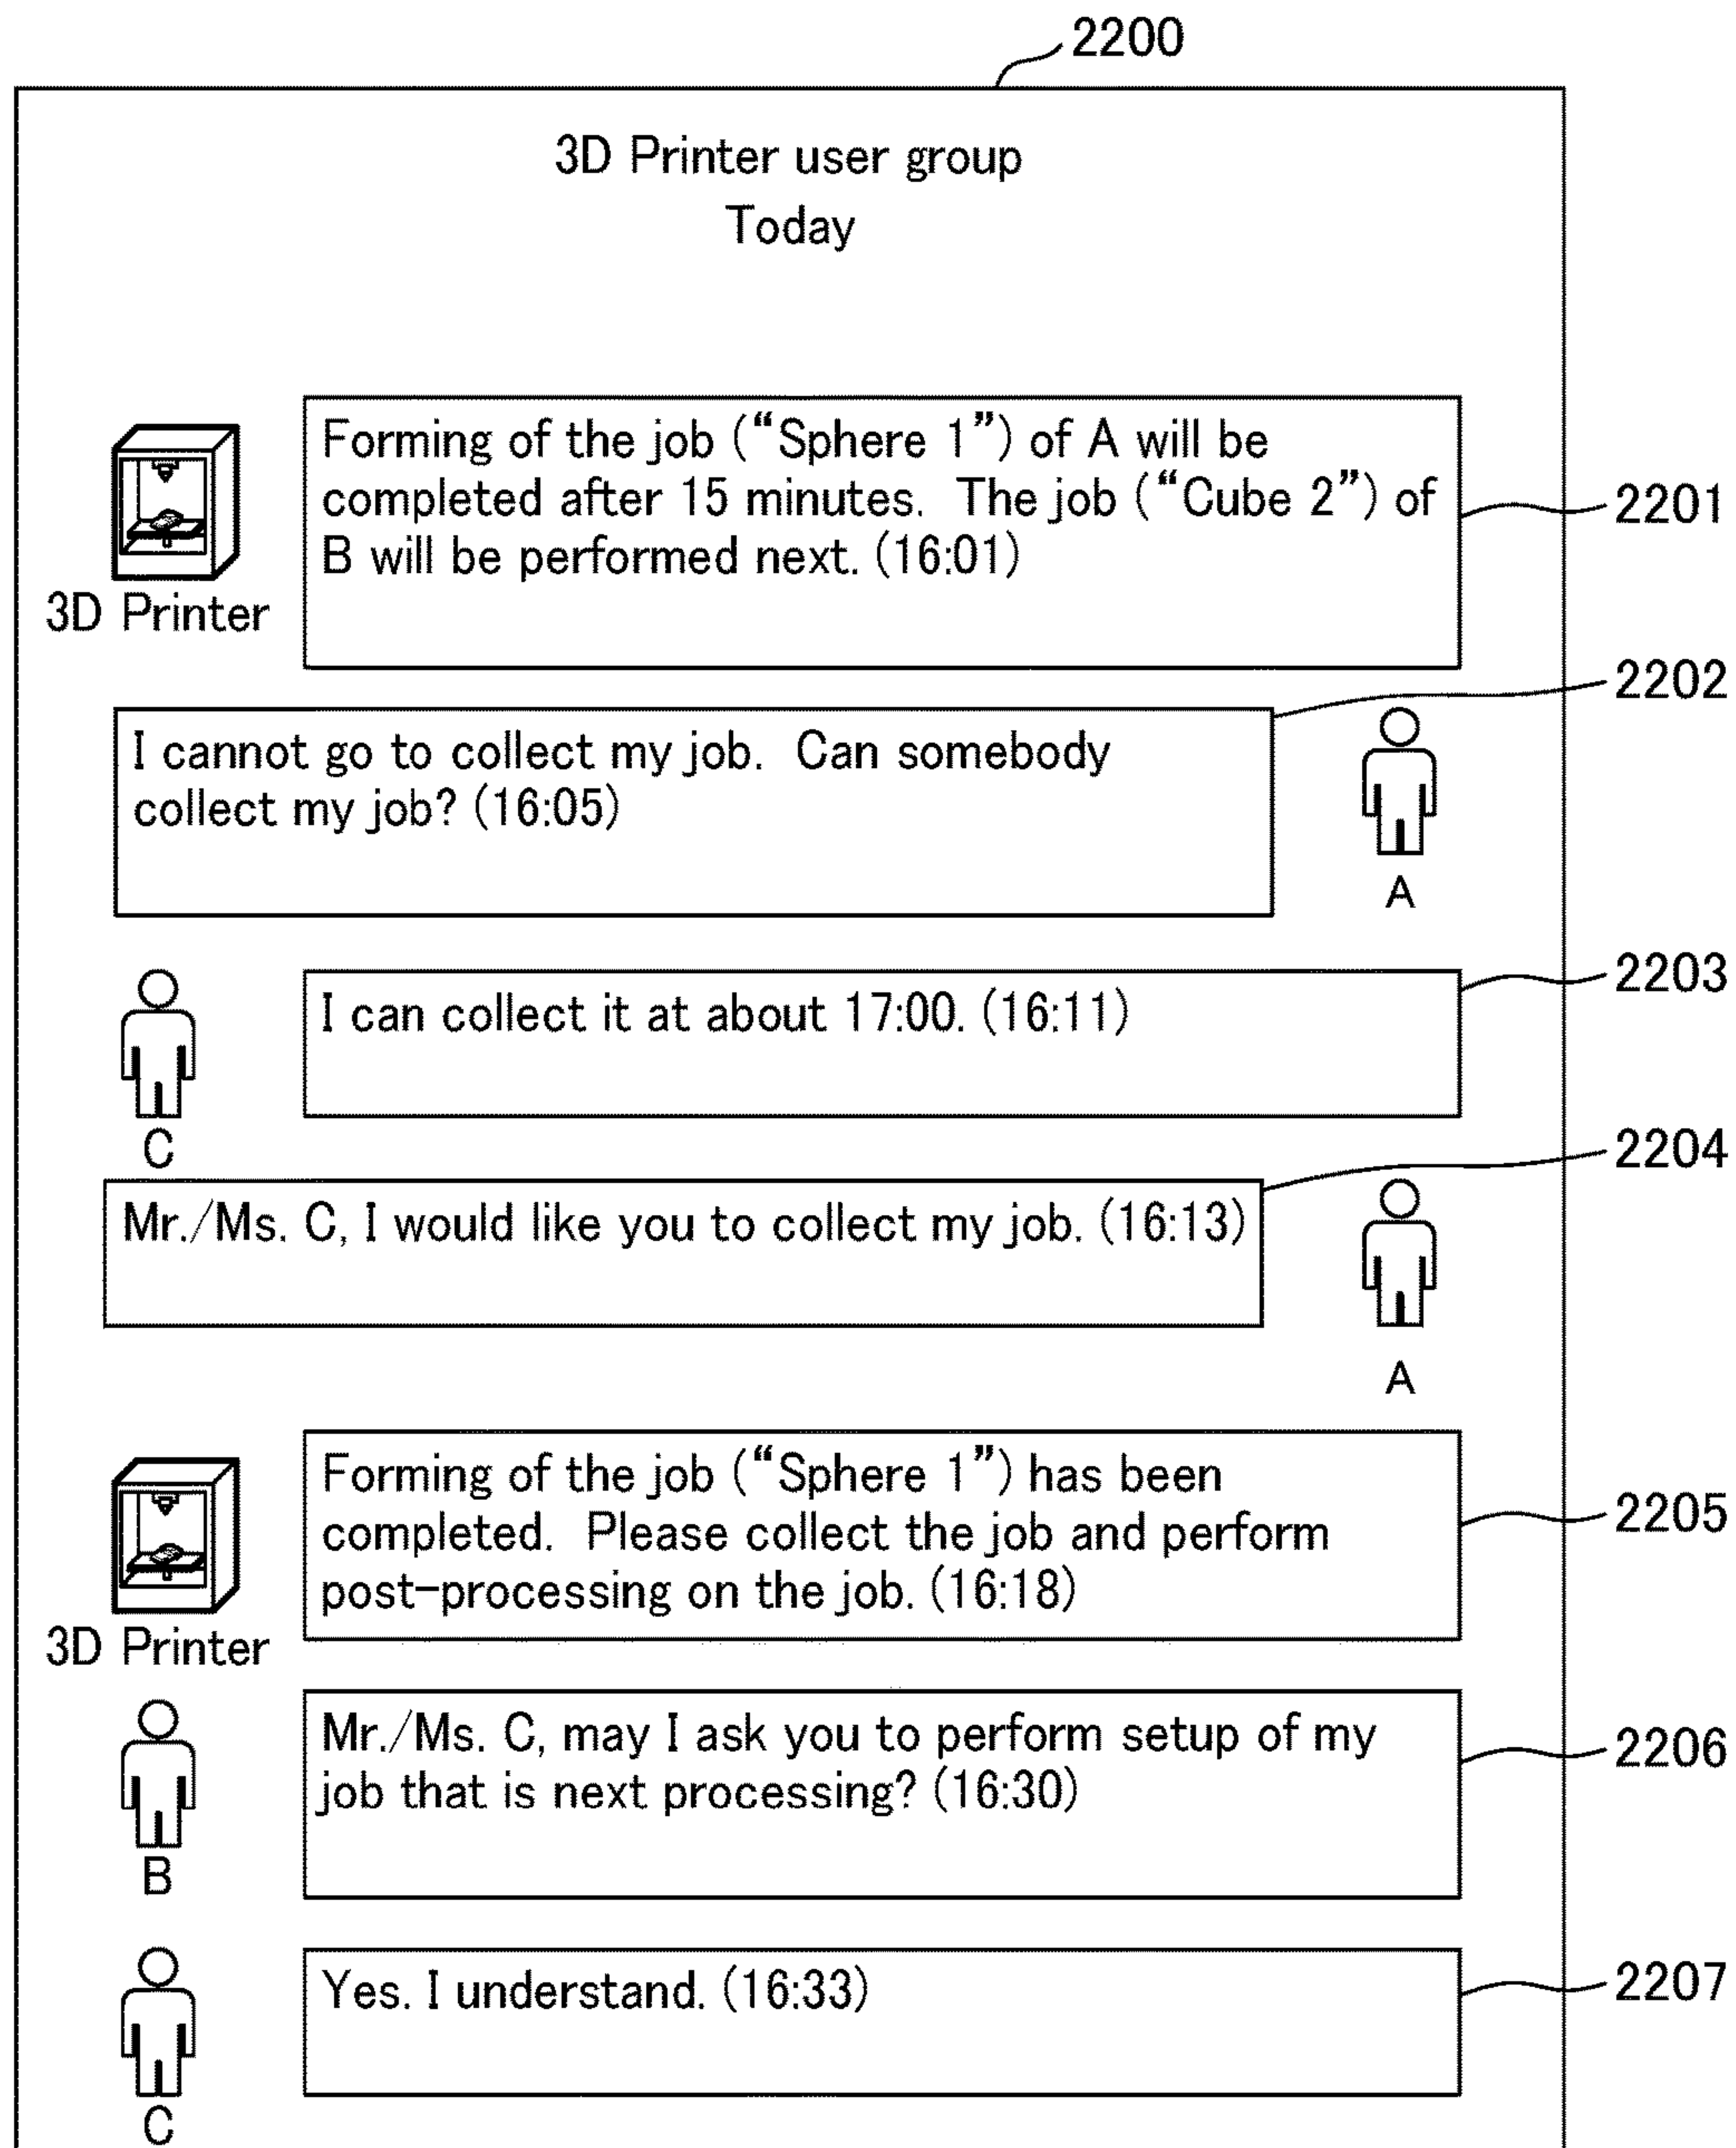 2200
3D Printer user group
Today
Forming of the job (“Sphere 1”) of A will be
completed after 15 minutes. The job (“Cube 2”) of
B will be performed next. (16:01)
3D Printer
2201
2202
I cannot go to collect my job. Can somebody
collect my job? (16:05)
A
2203
I can collect it at about 17:00. (16:11)
C
2204
Mr./Ms. C, I would like you to collect my job. (16:13)
A
Forming of the job (“Sphere 1”) has been
completed. Please collect the job and perform
post-processing on the job. (16:18)
3D Printer
2205
Mr./Ms. C, may I ask you to perform setup of my
job that is next processing? (16:30)
B
2206
Yes. I understand. (16:33)
C
2207